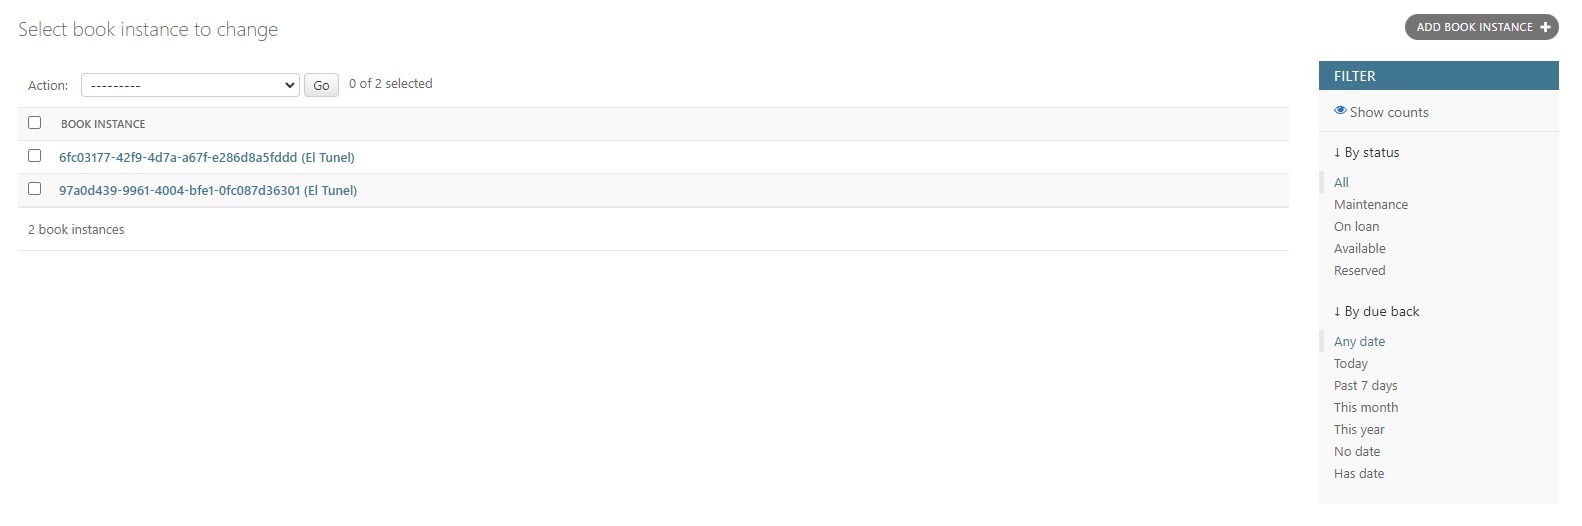 Select book instance to change
ADD BOOK INSTANCE +
Action: --------- Go 0 of 2 selected
BOOK INSTANCE
6fc03177-42f9-4d7a-a67f-e286d8a5fddd (El Tunel)
97a0d439-9961-4004-bfe1-0fc087d36301 (El Tunel)
2 book instances
FILTER
Show counts
↓ By status
All
Maintenance
On loan
Available
Reserved
↓ By due back
Any date
Today
Past 7 days
This month
This year
No date
Has date